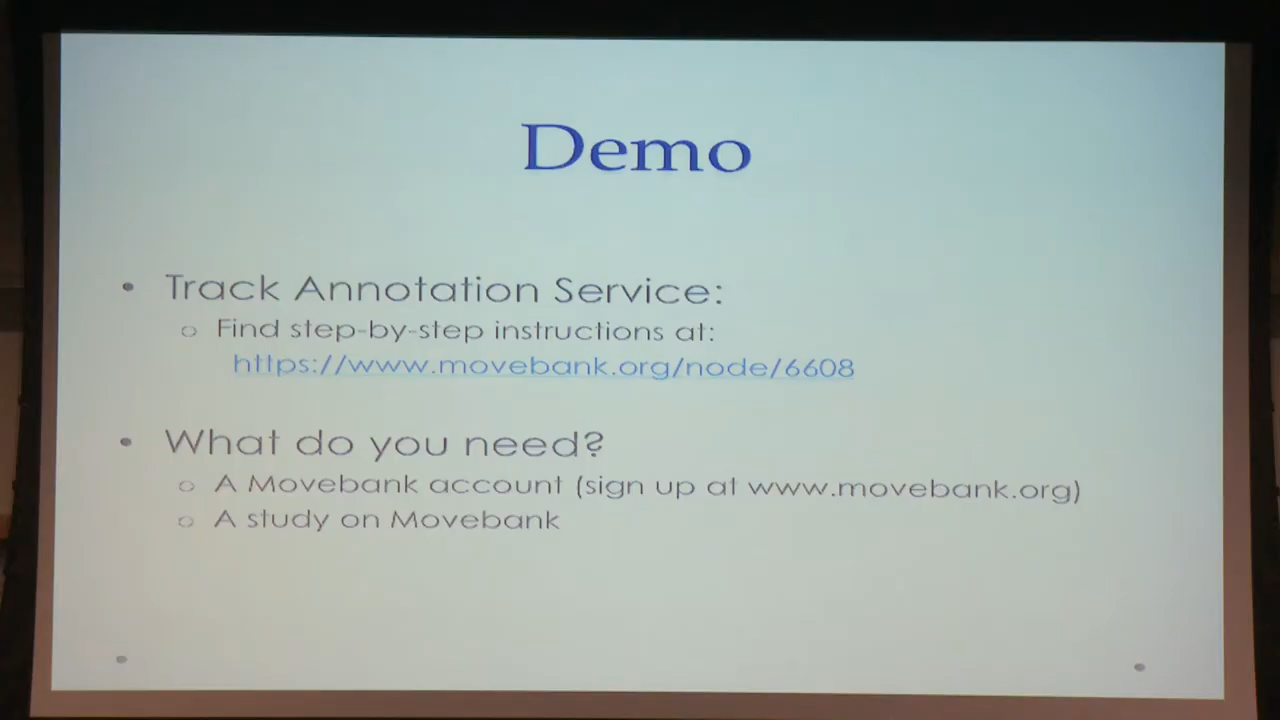 Demo
• Track Annotation Service:
○ Find step-by-step instructions at:
https://www.movebank.org/node/6608
• What do you need?
○ A Movebank account (sign up at www.movebank.org)
○ A study on Movebank